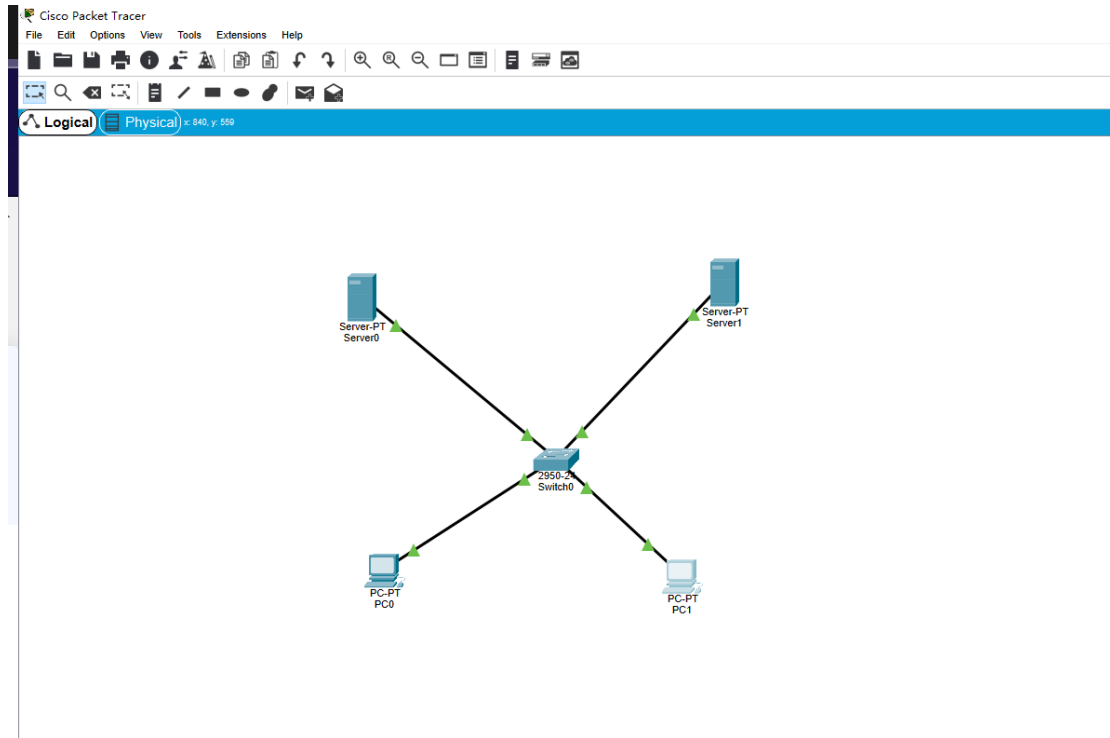 Cisco Packet Tracer
File Edit Options View Tools Extensions Help
Logical Physical x: 840, y: 559
Server-PT
Server0
Server-PT
Server1
2950-24
Switch0
PC-PT
PC0
PC-PT
PC1